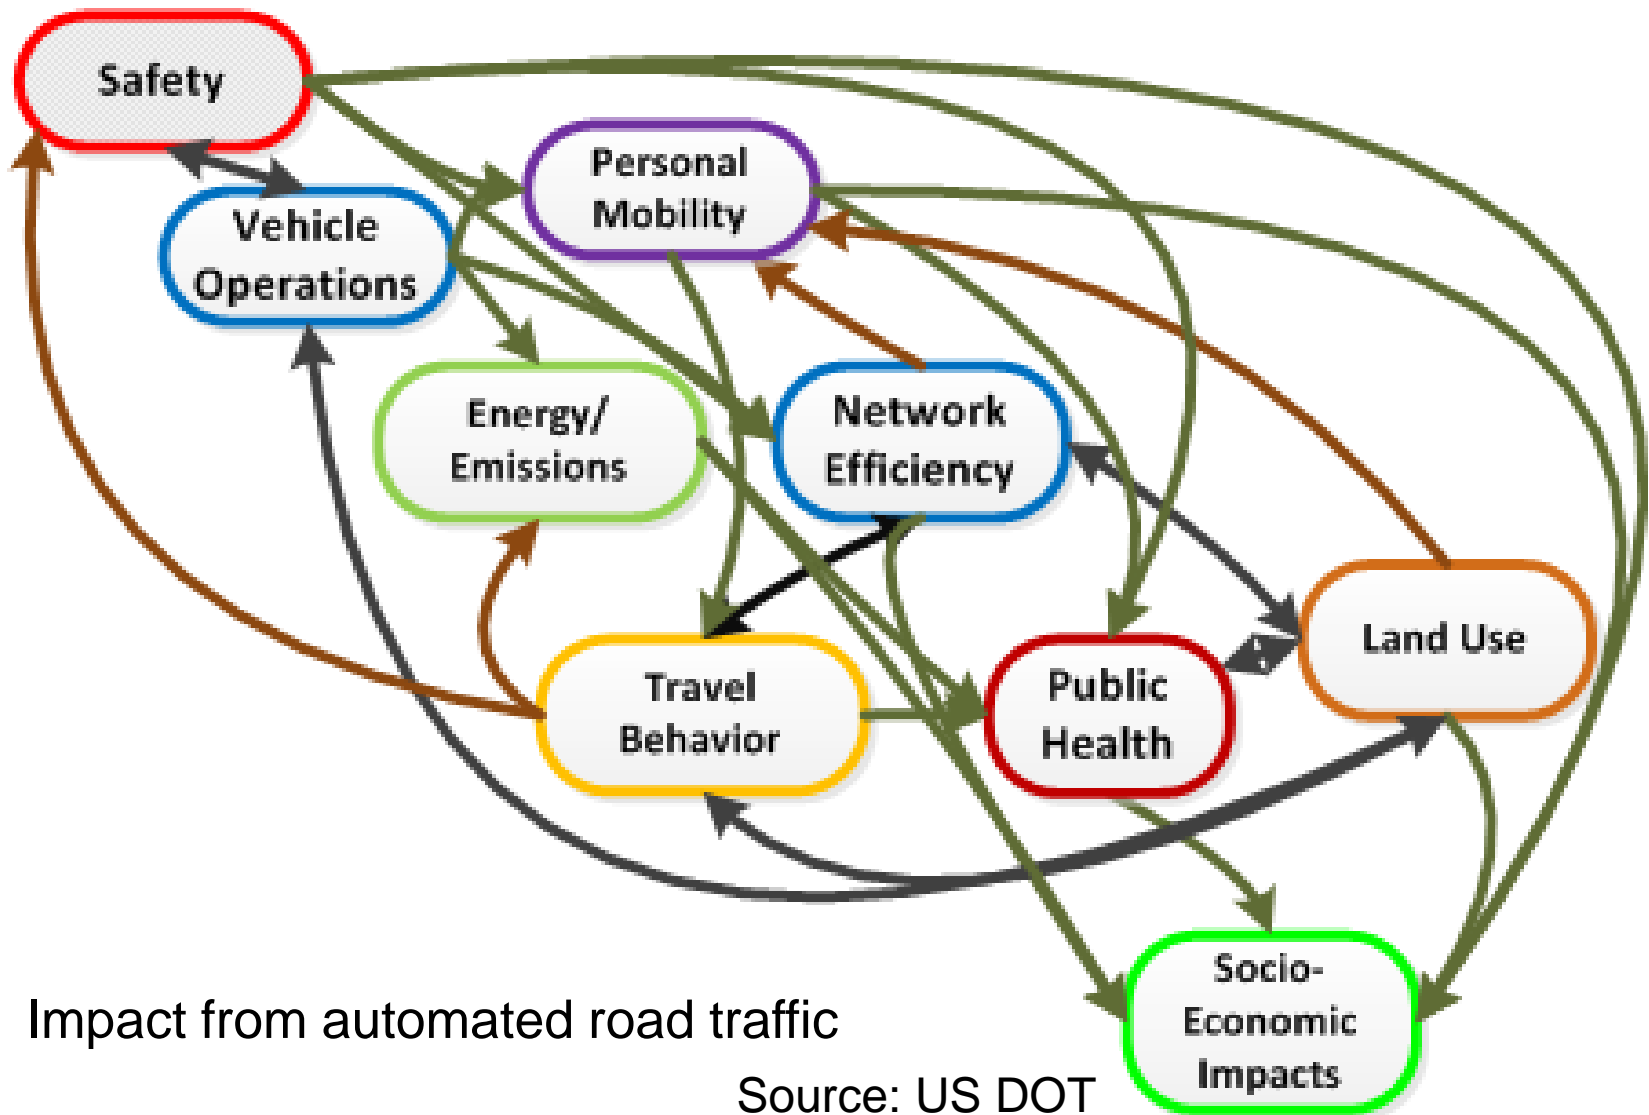 Safety
Personal
Mobility
Vehicle
Operations
Energy/
Emissions
Network
Efficiency
Land Use
Travel
Behavior
Public
Health
Socio-
Economic
Impacts
Impact from automated road traffic
Source: US DOT